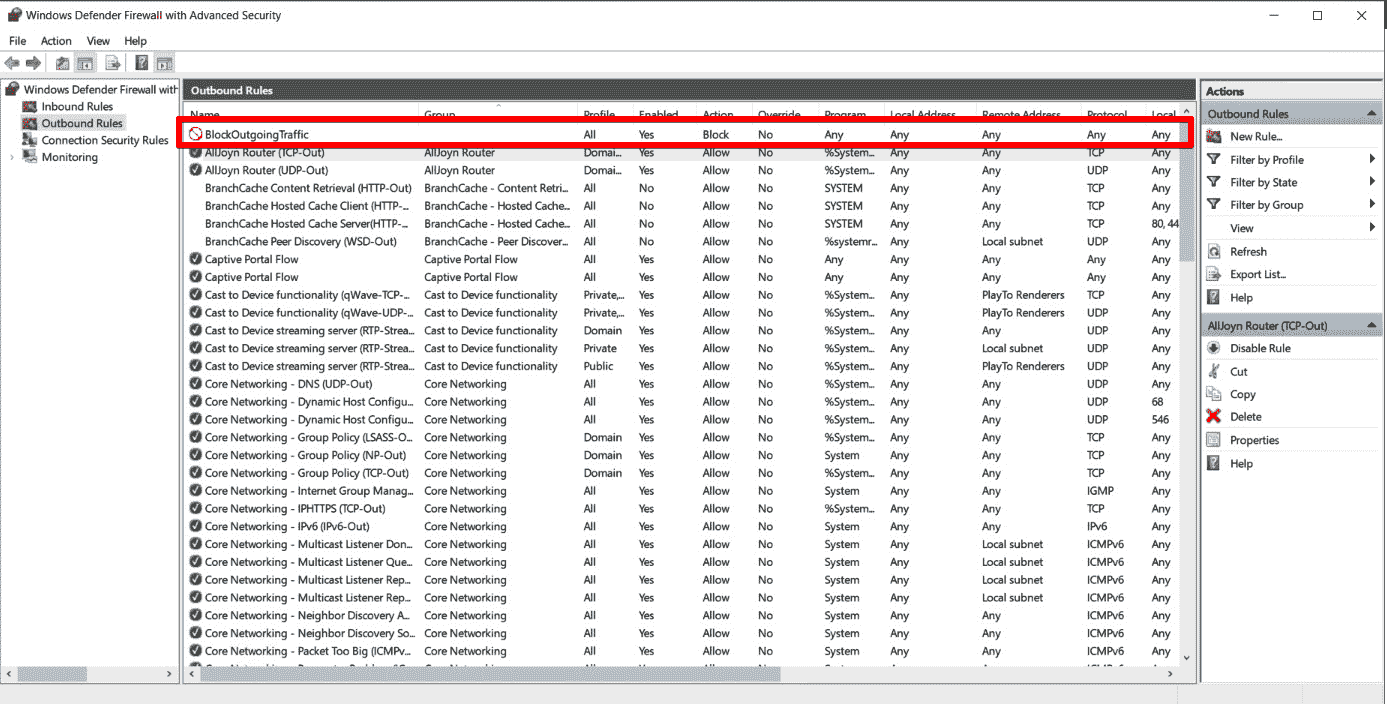 Windows Defender Firewall with Advanced Security
File Action View Help
Windows Defender Firewall with
Inbound Rules
Outbound Rules
Connection Security Rules
Monitoring
Outbound Rules
Name Group Profile Enabled Action Override Program Local Address Remote Address Protocol Local
BlockOutgoingTraffic All Yes Block No Any Any Any Any Any
AllJoyn Router (TCP-Out) AllJoyn Router Domai... Yes Allow No %System... Any Any TCP Any
AllJoyn Router (UDP-Out) AllJoyn Router Domai... Yes Allow No %System... Any Any UDP Any
BranchCache Content Retrieval (HTTP-Out) BranchCache - Content Retri... All No Allow No SYSTEM Any Any TCP Any
BranchCache Hosted Cache Client (HTTP-... BranchCache - Hosted Cache... All No Allow No SYSTEM Any Any TCP Any
BranchCache Hosted Cache Server(HTTP-... BranchCache - Hosted Cache... All No Allow No SYSTEM Any Any TCP 80, 44
BranchCache Peer Discovery (WSD-Out) BranchCache - Peer Discover... All No Allow No %systemr... Any Local subnet UDP Any
Captive Portal Flow Captive Portal Flow All Yes Allow No Any Any Any Any Any
Captive Portal Flow Captive Portal Flow All Yes Allow No Any Any Any Any Any
Cast to Device functionality (qWave-TCP-... Cast to Device functionality Private,... Yes Allow No %System... Any PlayTo Renderers TCP Any
Cast to Device functionality (qWave-UDP-... Cast to Device functionality Private,... Yes Allow No %System... Any PlayTo Renderers UDP Any
Cast to Device streaming server (RTP-Strea... Cast to Device functionality Domain Yes Allow No %System... Any Any UDP Any
Cast to Device streaming server (RTP-Strea... Cast to Device functionality Private Yes Allow No %System... Any Local subnet UDP Any
Cast to Device streaming server (RTP-Strea... Cast to Device functionality Public Yes Allow No %System... Any PlayTo Renderers UDP Any
Core Networking - DNS (UDP-Out) Core Networking All Yes Allow No %System... Any Any UDP Any
Core Networking - Dynamic Host Configu... Core Networking All Yes Allow No %System... Any Any UDP 68
Core Networking - Dynamic Host Configu... Core Networking All Yes Allow No %System... Any Any UDP 546
Core Networking - Group Policy (LSASS-O... Core Networking Domain Yes Allow No %System... Any Any TCP Any
Core Networking - Group Policy (NP-Out) Core Networking Domain Yes Allow No System Any Any TCP Any
Core Networking - Group Policy (TCP-Out) Core Networking Domain Yes Allow No %System... Any Any TCP Any
Core Networking - Internet Group Manag... Core Networking All Yes Allow No System Any Any IGMP Any
Core Networking - IPHTTPS (TCP-Out) Core Networking All Yes Allow No %System... Any Any TCP Any
Core Networking - IPv6 (IPv6-Out) Core Networking All Yes Allow No System Any Any IPv6 Any
Core Networking - Multicast Listener Don... Core Networking All Yes Allow No System Any Local subnet ICMPv6 Any
Core Networking - Multicast Listener Que... Core Networking All Yes Allow No System Any Local subnet ICMPv6 Any
Core Networking - Multicast Listener Rep... Core Networking All Yes Allow No System Any Local subnet ICMPv6 Any
Core Networking - Multicast Listener Rep... Core Networking All Yes Allow No System Any Local subnet ICMPv6 Any
Core Networking - Neighbor Discovery A... Core Networking All Yes Allow No System Any Any ICMPv6 Any
Core Networking - Neighbor Discovery So... Core Networking All Yes Allow No System Any Any ICMPv6 Any
Core Networking - Packet Too Big (ICMPv... Core Networking All Yes Allow No System Any Any ICMPv6 Any
Actions
Outbound Rules
New Rule...
Filter by Profile
Filter by State
Filter by Group
View
Refresh
Export List...
Help
AllJoyn Router (TCP-Out)
Disable Rule
Cut
Copy
Delete
Properties
Help